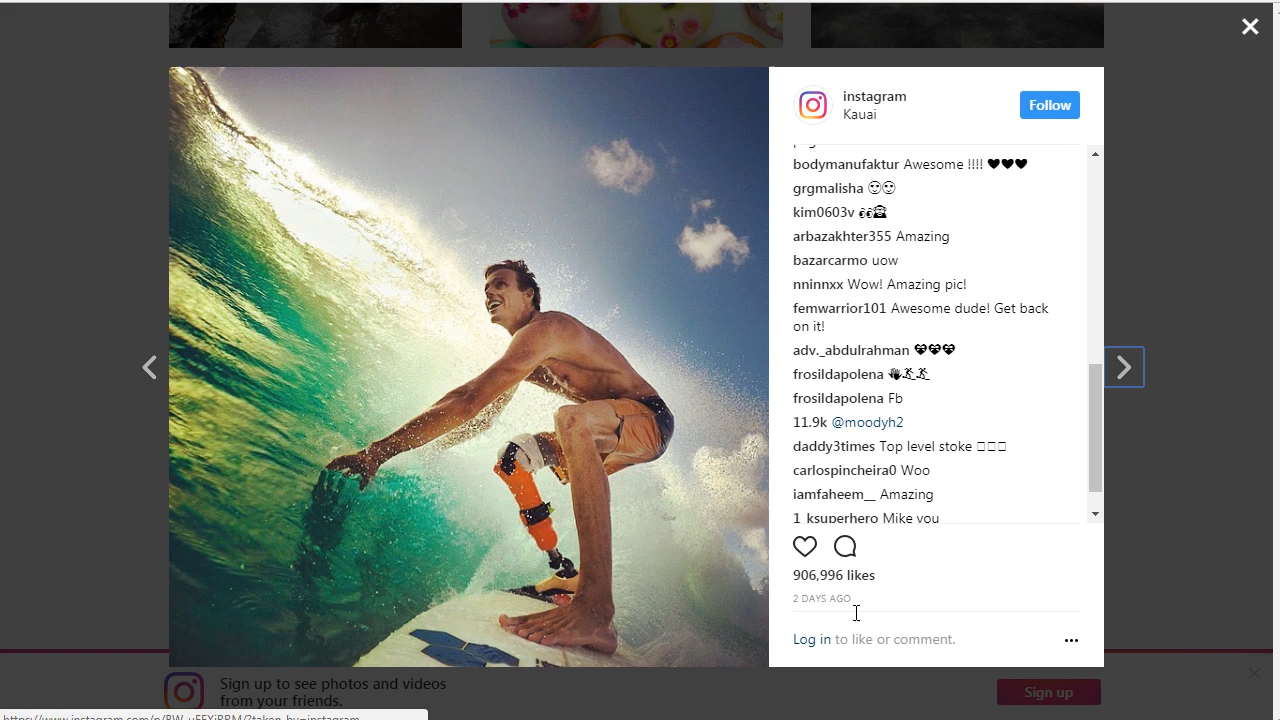 instagram
Kauai
Follow
bodymanufaktur Awesome !!!! ♥♥♥
grgmalisha
kim0603v
arbazakhter355 Amazing
bazarcarmo uow
nninnxx Wow! Amazing pic!
femwarrior101 Awesome dude! Get back
on it!
adv._abdulrahman
frosildapolena
frosildapolena Fb
11.9k @moodyh2
daddy3times Top level stoke
carlospincheira0 Woo
iamfaheem__ Amazing
1_ksuperhero Mike you
906,996 likes
2 DAYS AGO
Log in to like or comment.
Sign up to see photos and videos
from your friends.
Sign up